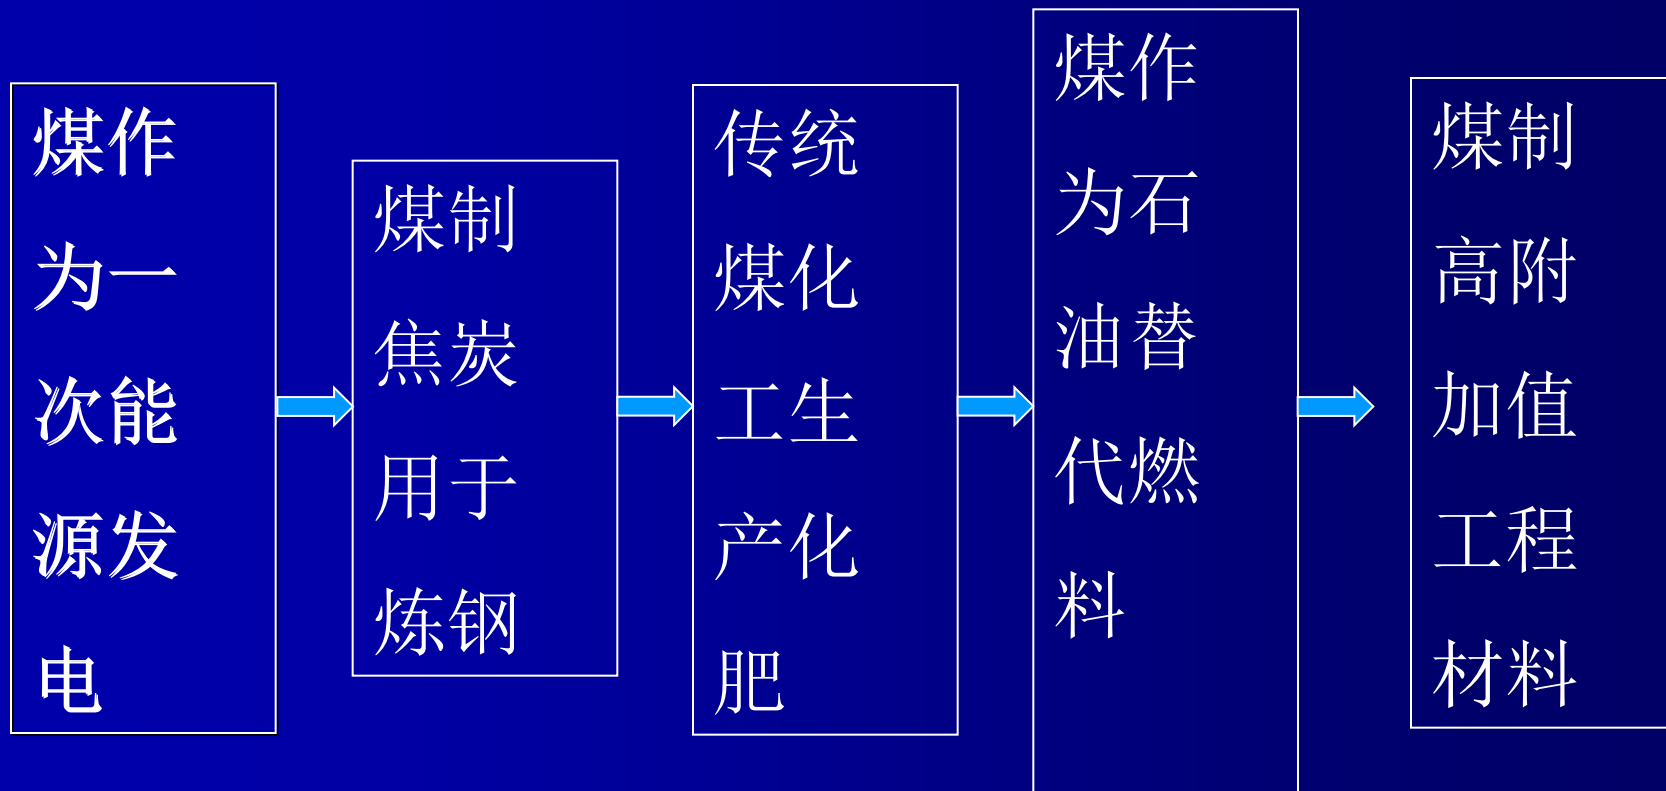 煤作
为一
次能
源发
电
煤制
焦炭
用于
炼钢
传统
煤化
工生
产化
肥
煤作
为石
油替
代燃
料
煤制
高附
加值
工程
材料